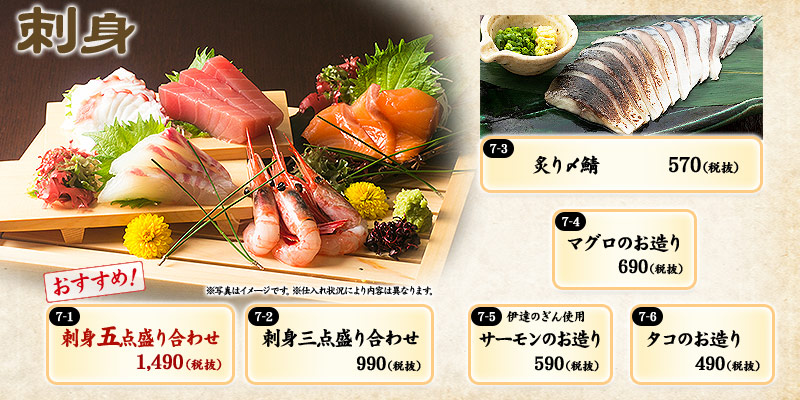 刺身
7-3
炙り〆鯖 570(税抜)
7-4
マグロのお造り
690(税抜)
おすすめ!
※写真はイメージです。※仕入れ状況により内容は異なります。
7-1
刺身五点盛り合わせ
1,490(税抜)
7-2
刺身三点盛り合わせ
990(税抜)
7-5 伊達のぎん使用
サーモンのお造り
590(税抜)
7-6
タコのお造り
490(税抜)